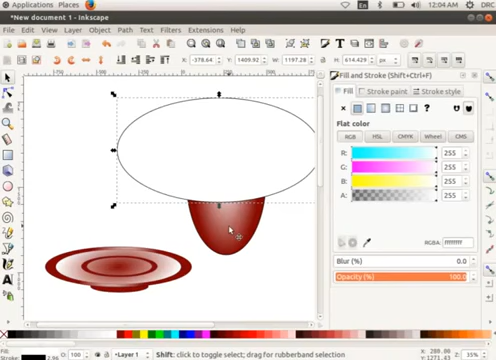 Applications Places En 12:04 AM DRC
*New document 1 - Inkscape
File Edit View Layer Object Path Text Filters Extensions Help
X: -378.64 Y: 1409.92 W: 1197.28 H: 614.429 px
Fill and Stroke (Shift+Ctrl+F)
Fill Stroke paint Stroke style
Flat color
RGB HSL CMYK Wheel CMS
R: 255
G: 255
B: 255
A: 255
RGBA: ffffffff
Blur (%) 0.0
Opacity (%) 100.0
Fill:
Stroke: 2.96
O: 100
Layer 1
Shift: click to toggle select; drag for rubberband selection
X: 280.00
Y: 1271.43
Z: 35%